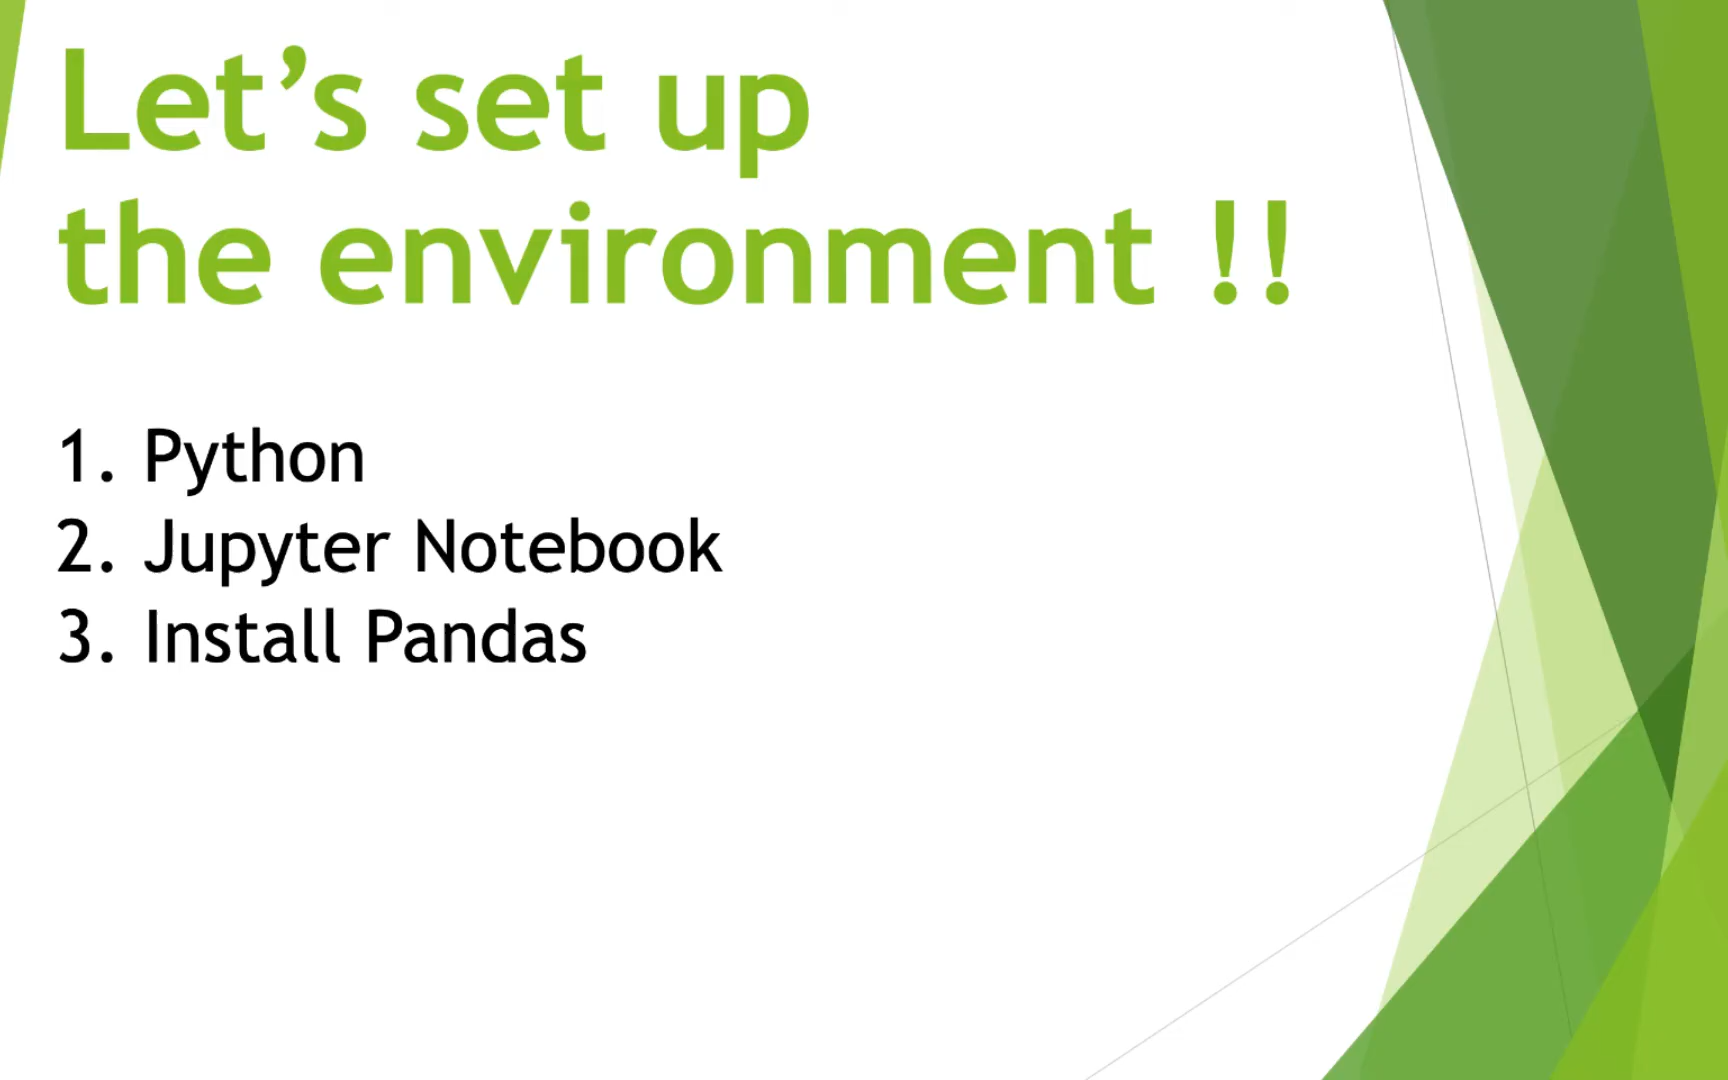 Let’s set up
the environment !!
1. Python
2. Jupyter Notebook
3. Install Pandas